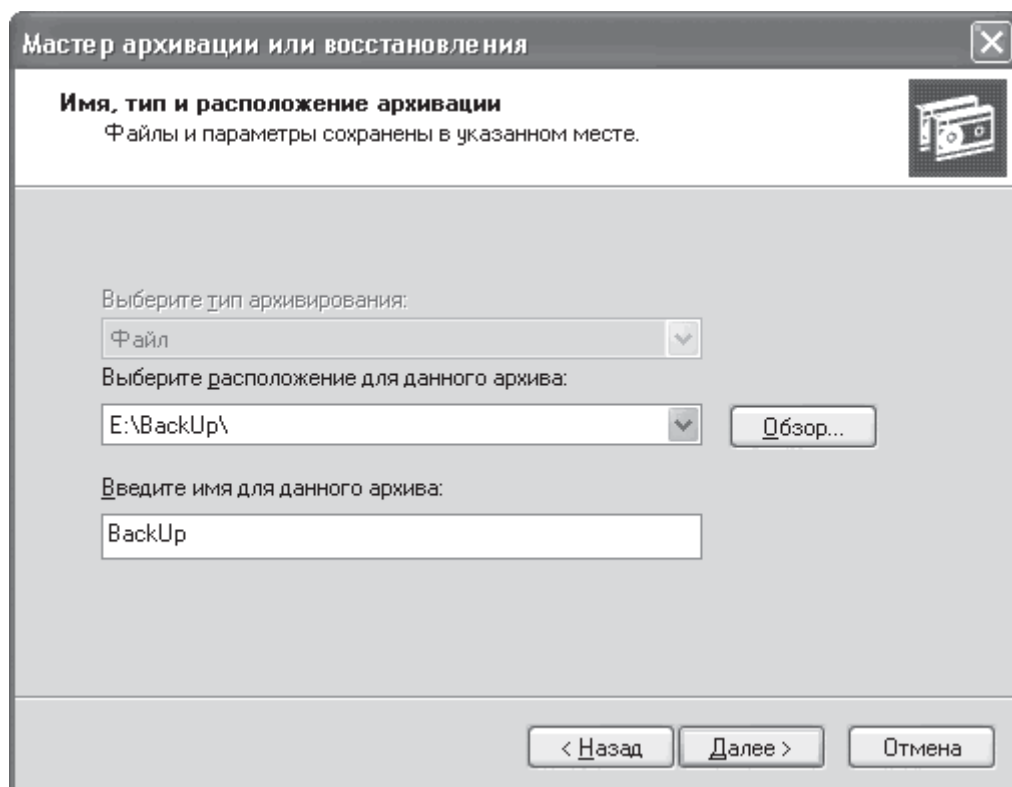 Мастер архивации или восстановления
Имя, тип и расположение архивации
Файлы и параметры сохранены в указанном месте.
Выберите тип архивирования:
Файл
Выберите расположение для данного архива:
E:\BackUp\
Обзор...
Введите имя для данного архива:
BackUp
< Назад Далее > Отмена